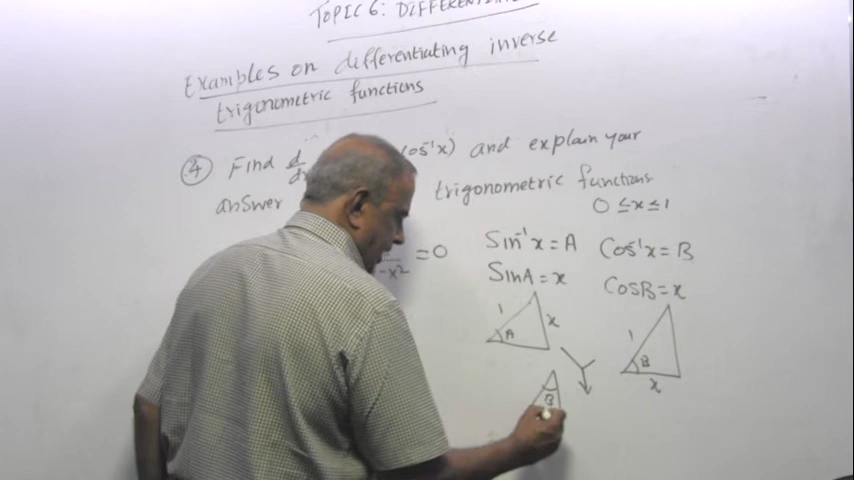 TOPIC 6:
Examples on differentiating inverse
trigonometric functions
④ Find d/d cos⁻¹x) and explain your
answer trigonometric functions
0 ≤ x ≤ 1
-x² = 0
Sin⁻¹x = A Cos⁻¹x = B
SinA = x CosB = x
1 x A
1 B x
B